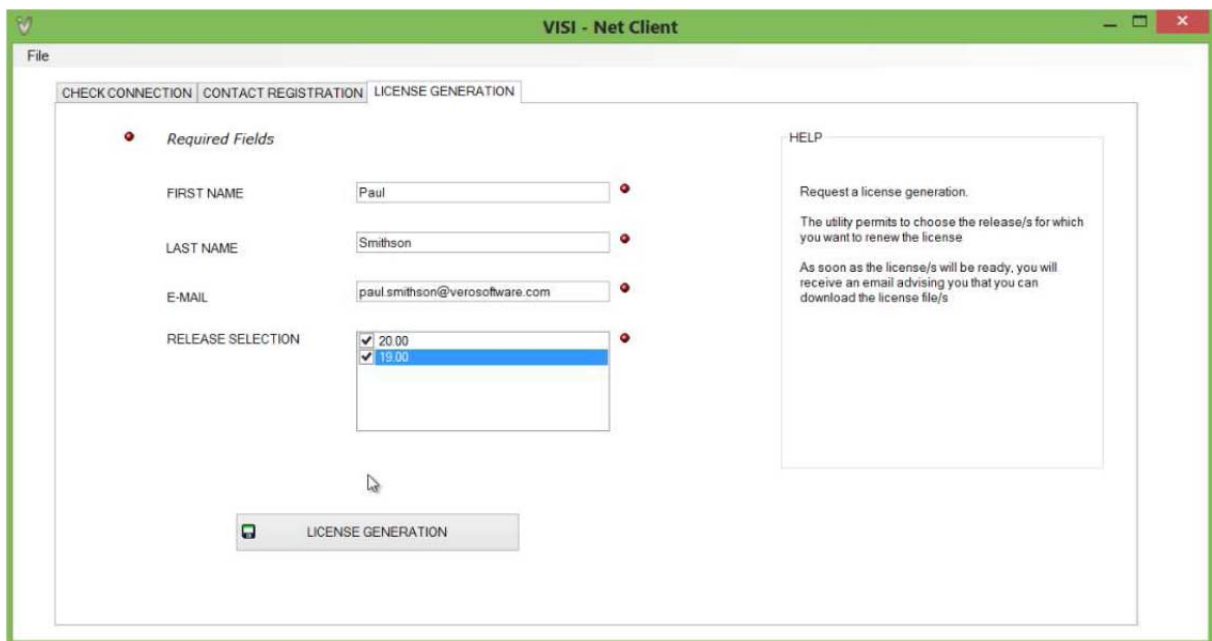 VISI - Net Client
File
CHECK CONNECTION
CONTACT REGISTRATION
LICENSE GENERATION
Required Fields
FIRST NAME
Paul
LAST NAME
Smithson
E-MAIL
paul.smithson@verosoftware.com
RELEASE SELECTION
20.00
19.00
LICENSE GENERATION
HELP
Request a license generation.
The utility permits to choose the release/s for which
you want to renew the license
As soon as the license/s will be ready, you will
receive an email advising you that you can
download the license file/s